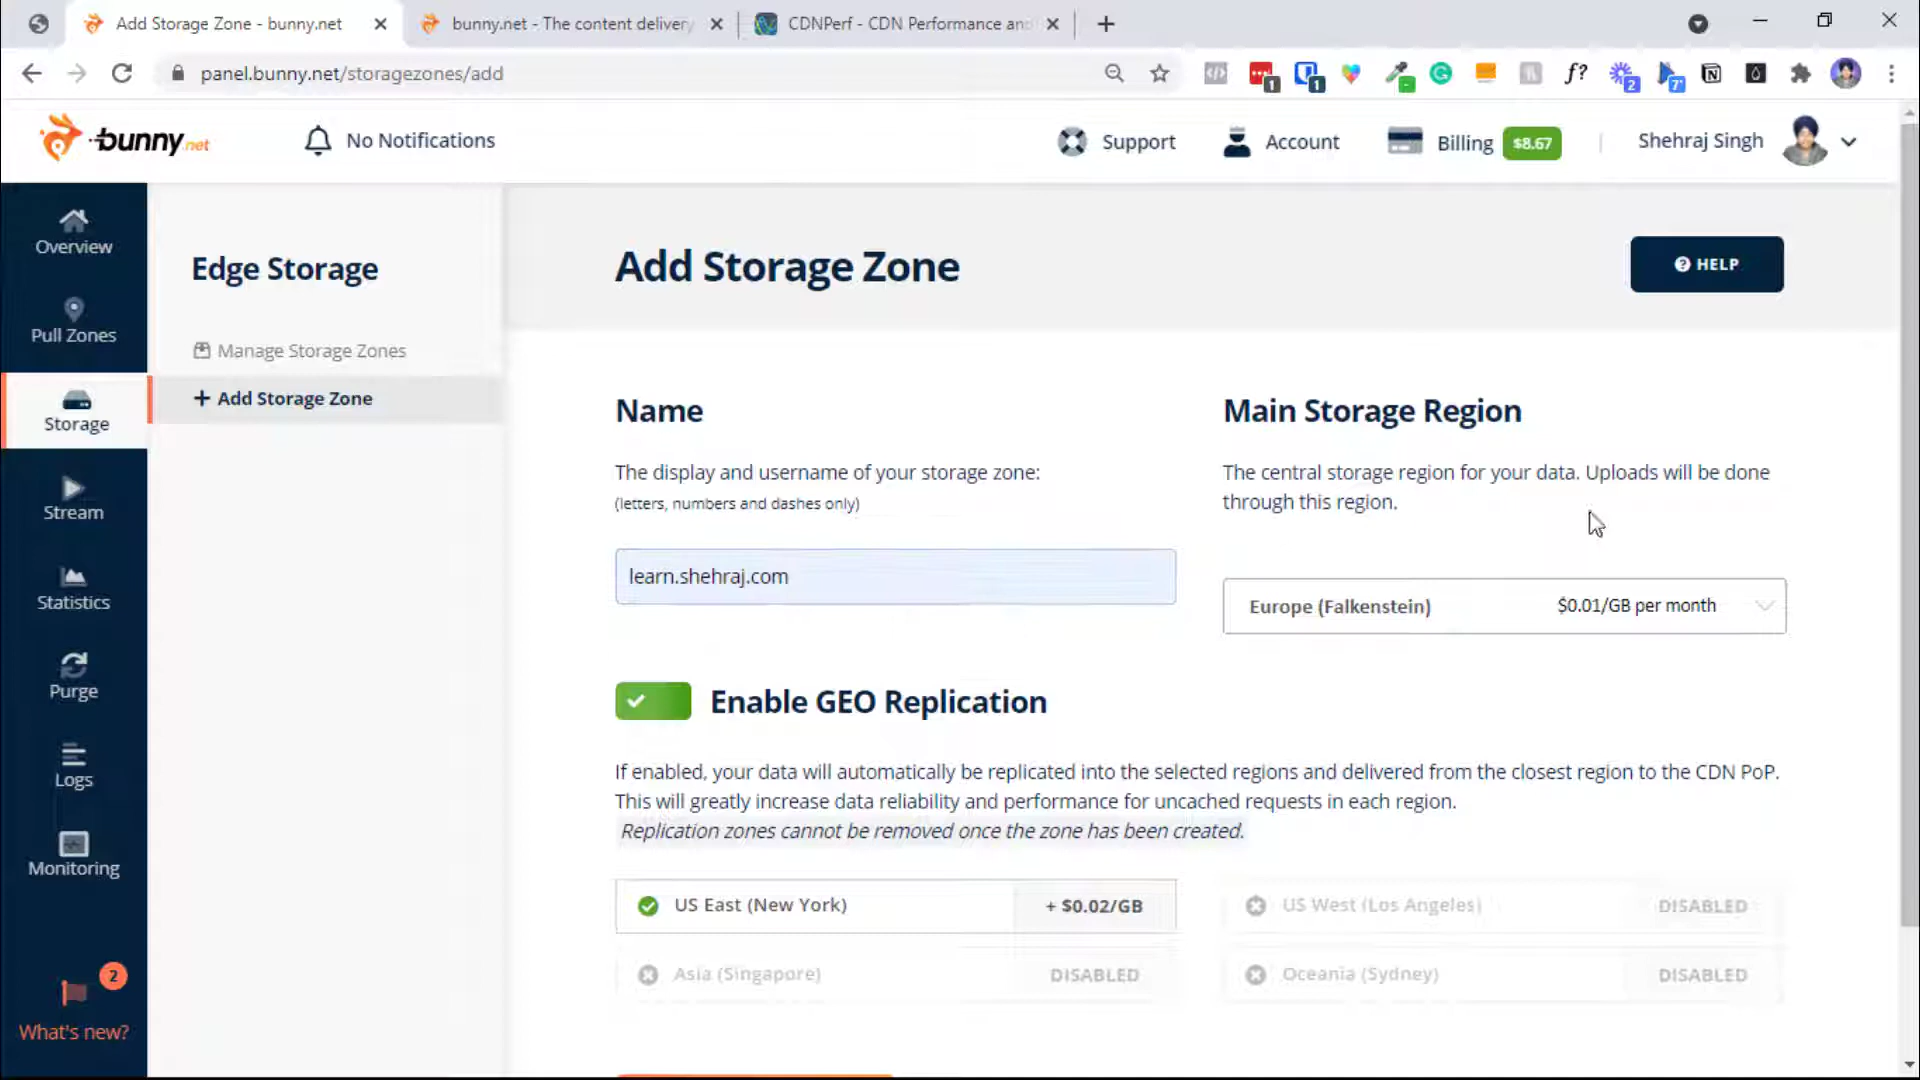 Add Storage Zone - bunny.net
bunny.net - The content delivery
CDNPerf - CDN Performance and
panel.bunny.net/storagezones/add
1
1
f?
2
7
bunny.net
No Notifications
Support
Account
Billing
$8.67
Shehraj Singh
Overview
Pull Zones
Storage
Stream
Statistics
Purge
Logs
Monitoring
2
What's new?
Edge Storage
Manage Storage Zones
+ Add Storage Zone
Add Storage Zone
HELP
Name
The display and username of your storage zone:
(letters, numbers and dashes only)
learn.shehraj.com
Main Storage Region
The central storage region for your data. Uploads will be done
through this region.
Europe (Falkenstein) $0.01/GB per month
Enable GEO Replication
If enabled, your data will automatically be replicated into the selected regions and delivered from the closest region to the CDN PoP.
This will greatly increase data reliability and performance for uncached requests in each region.
Replication zones cannot be removed once the zone has been created.
US East (New York) + $0.02/GB
US West (Los Angeles) DISABLED
Asia (Singapore) DISABLED
Oceania (Sydney) DISABLED